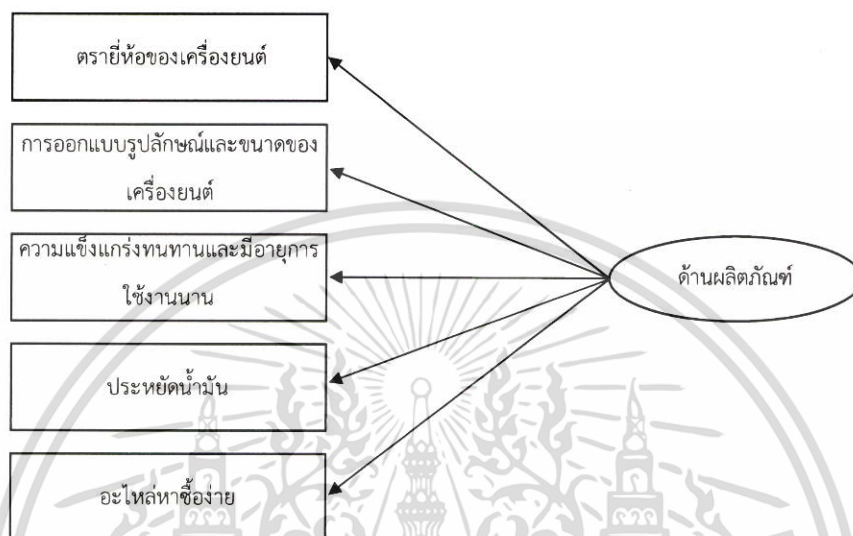 ตรายี่ห้อของเครื่องยนต์
การออกแบบรูปลักษณ์และขนาดของ
เครื่องยนต์
ความแข็งแกร่งทนทานและมีอายุการ
ใช้งานนาน
ด้านผลิตภัณฑ์
ประหยัดน้ำมัน
อะไหล่หาซื้อง่าย